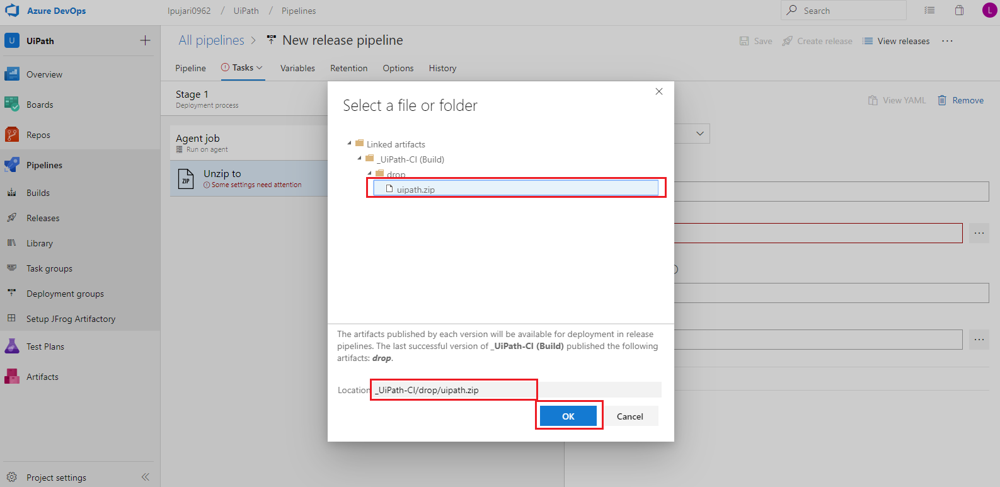 Azure DevOps
lpujari0962 / UiPath / Pipelines
Search
L
U UiPath
Overview
Boards
Repos
Pipelines
Builds
Releases
Library
Task groups
Deployment groups
Setup JFrog Artifactory
Test Plans
Artifacts
Project settings
All pipelines > New release pipeline
Save
Create release
View releases
Pipeline
Tasks
Variables
Retention
Options
History
Stage 1
Deployment process
Agent job
Run on agent
ZIP
Unzip to
Some settings need attention
View YAML
Remove
Select a file or folder
Linked artifacts
_UiPath-CI (Build)
drop
uipath.zip
The artifacts published by each version will be available for deployment in release
pipelines. The last successful version of _UiPath-CI (Build) published the following
artifacts: drop.
Location
_UiPath-CI/drop/uipath.zip
OK
Cancel